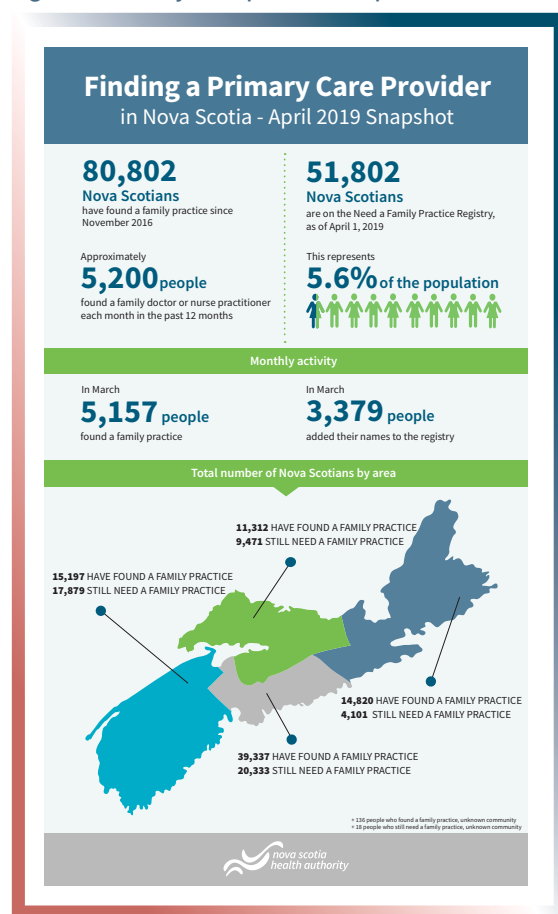 Finding a Primary Care Provider
in Nova Scotia - April 2019 Snapshot
80,802
Nova Scotians
have found a family practice since
November 2016
Approximately
5,200 people
found a family doctor or nurse practitioner
each month in the past 12 months
51,802
Nova Scotians
are on the Need a Family Practice Registry,
as of April 1, 2019
This represents
5.6% of the population
Monthly activity
In March
5,157 people
found a family practice
In March
3,379 people
added their names to the registry
Total number of Nova Scotians by area
11,312 HAVE FOUND A FAMILY PRACTICE
9,471 STILL NEED A FAMILY PRACTICE
15,197 HAVE FOUND A FAMILY PRACTICE
17,879 STILL NEED A FAMILY PRACTICE
14,820 HAVE FOUND A FAMILY PRACTICE
4,101 STILL NEED A FAMILY PRACTICE
39,337 HAVE FOUND A FAMILY PRACTICE
20,333 STILL NEED A FAMILY PRACTICE
+ 136 people who found a family practice, unknown community
+ 18 people who still need a family practice, unknown community
nova scotia
health authority